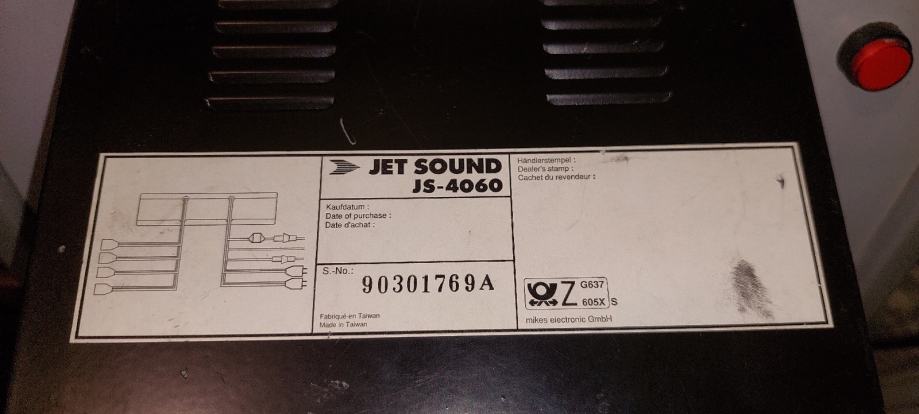 JET SOUND
JS-4060
Kaufdatum :
Date of purchase :
Date d'achat :
S.-No.:
90301769A
Fabriqué en Taiwan
Made in Taiwan
Händlerstempel :
Dealer's stamp :
Cachet du revendeur :
Z G637
605X S
mikes electronic GmbH